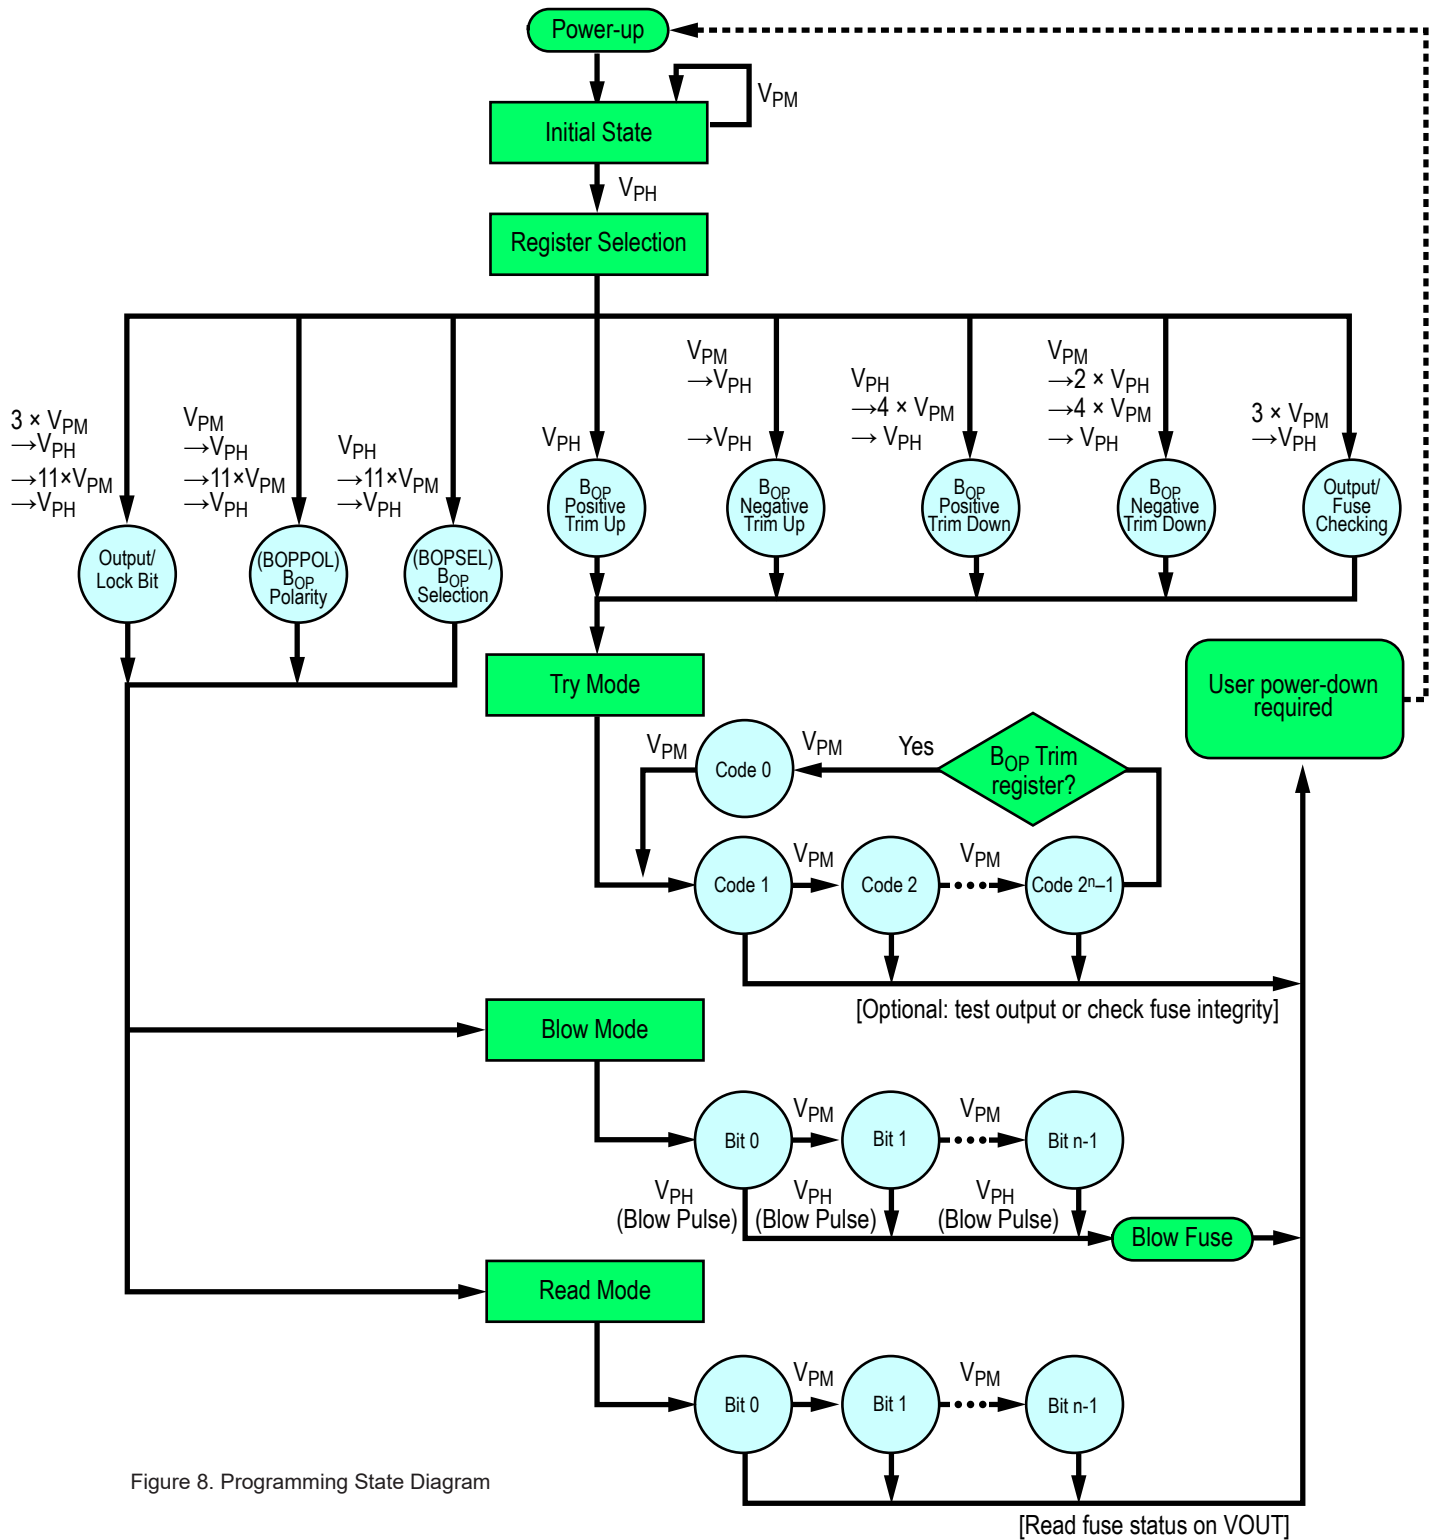 Power-up
VPM
Initial State
VPH
Register Selection
3 × VPM
→VPH
→11×VPM
→VPH
VPM
→VPH
→11×VPM
→VPH
VPH
→11×VPM
→VPH
VPH
VPM
→VPH
→VPH
VPH
→4 × VPM
→ VPH
VPM
→2 × VPH
→4 × VPM
→ VPH
3 × VPM
→VPH
Output/
Lock Bit
(BOPPOL)
BOP
Polarity
(BOPSEL)
BOP
Selection
BOP
Positive
Trim Up
BOP
Negative
Trim Up
BOP
Positive
Trim Down
BOP
Negative
Trim Down
Output/
Fuse
Checking
Try Mode
User power-down
required
VPM
Code 0
VPM
Yes
BOP Trim
register?
Code 1
VPM
Code 2
VPM
Code 2ⁿ–1
[Optional: test output or check fuse integrity]
Blow Mode
Bit 0
VPM
Bit 1
VPM
Bit n-1
VPH
(Blow Pulse)
VPH
(Blow Pulse)
VPH
(Blow Pulse)
Blow Fuse
Read Mode
Bit 0
VPM
Bit 1
VPM
Bit n-1
Figure 8. Programming State Diagram
[Read fuse status on VOUT]